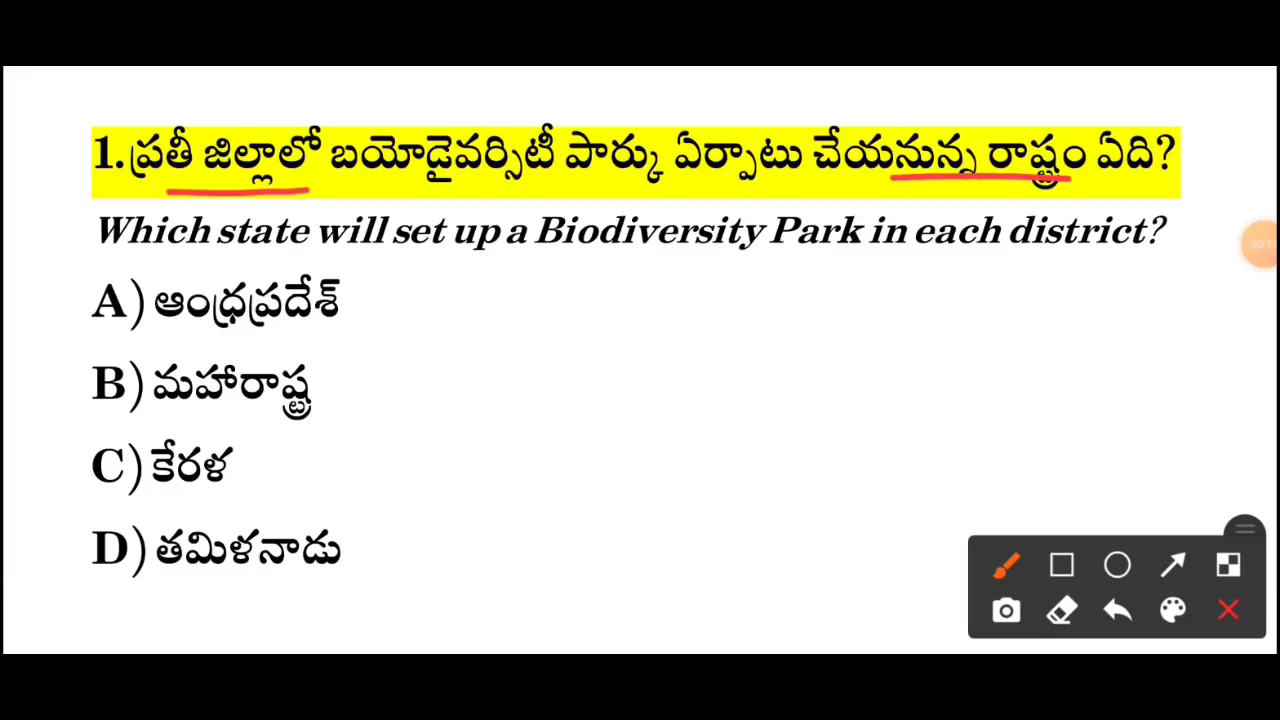 1.ప్రతీ జిల్లాలో బయోడైవర్సిటీ పార్కు ఏర్పాటు చేయనున్న రాష్ట్రం ఏది?
Which state will set up a Biodiversity Park in each district?
A) ఆంధ్రప్రదేశ్
B) మహారాష్ట్ర
C) కేరళ
D) తమిళనాడు